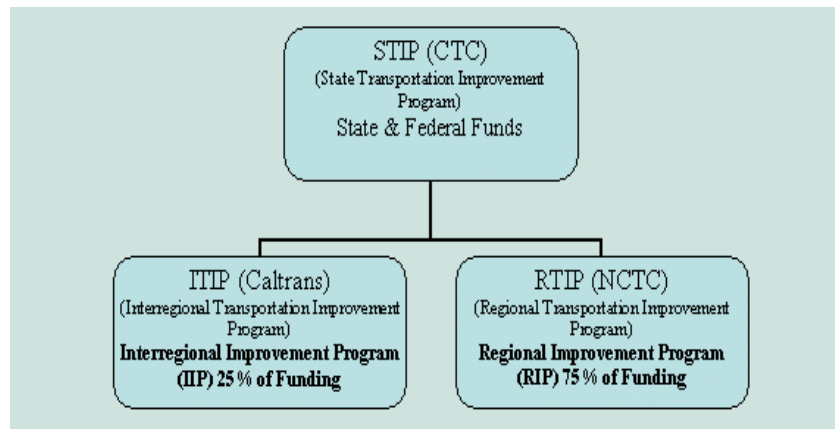 STIP (CTC)
(State Transportation Improvement
Program)
State & Federal Funds
ITIP (Caltrans)
(Interregional Transportation Improvement
Program)
Interregional Improvement Program
(IIP) 25 % of Funding
RTIP (NCTC)
(Regional Transportation Improvement
Program)
Regional Improvement Program
(RIP) 75 % of Funding